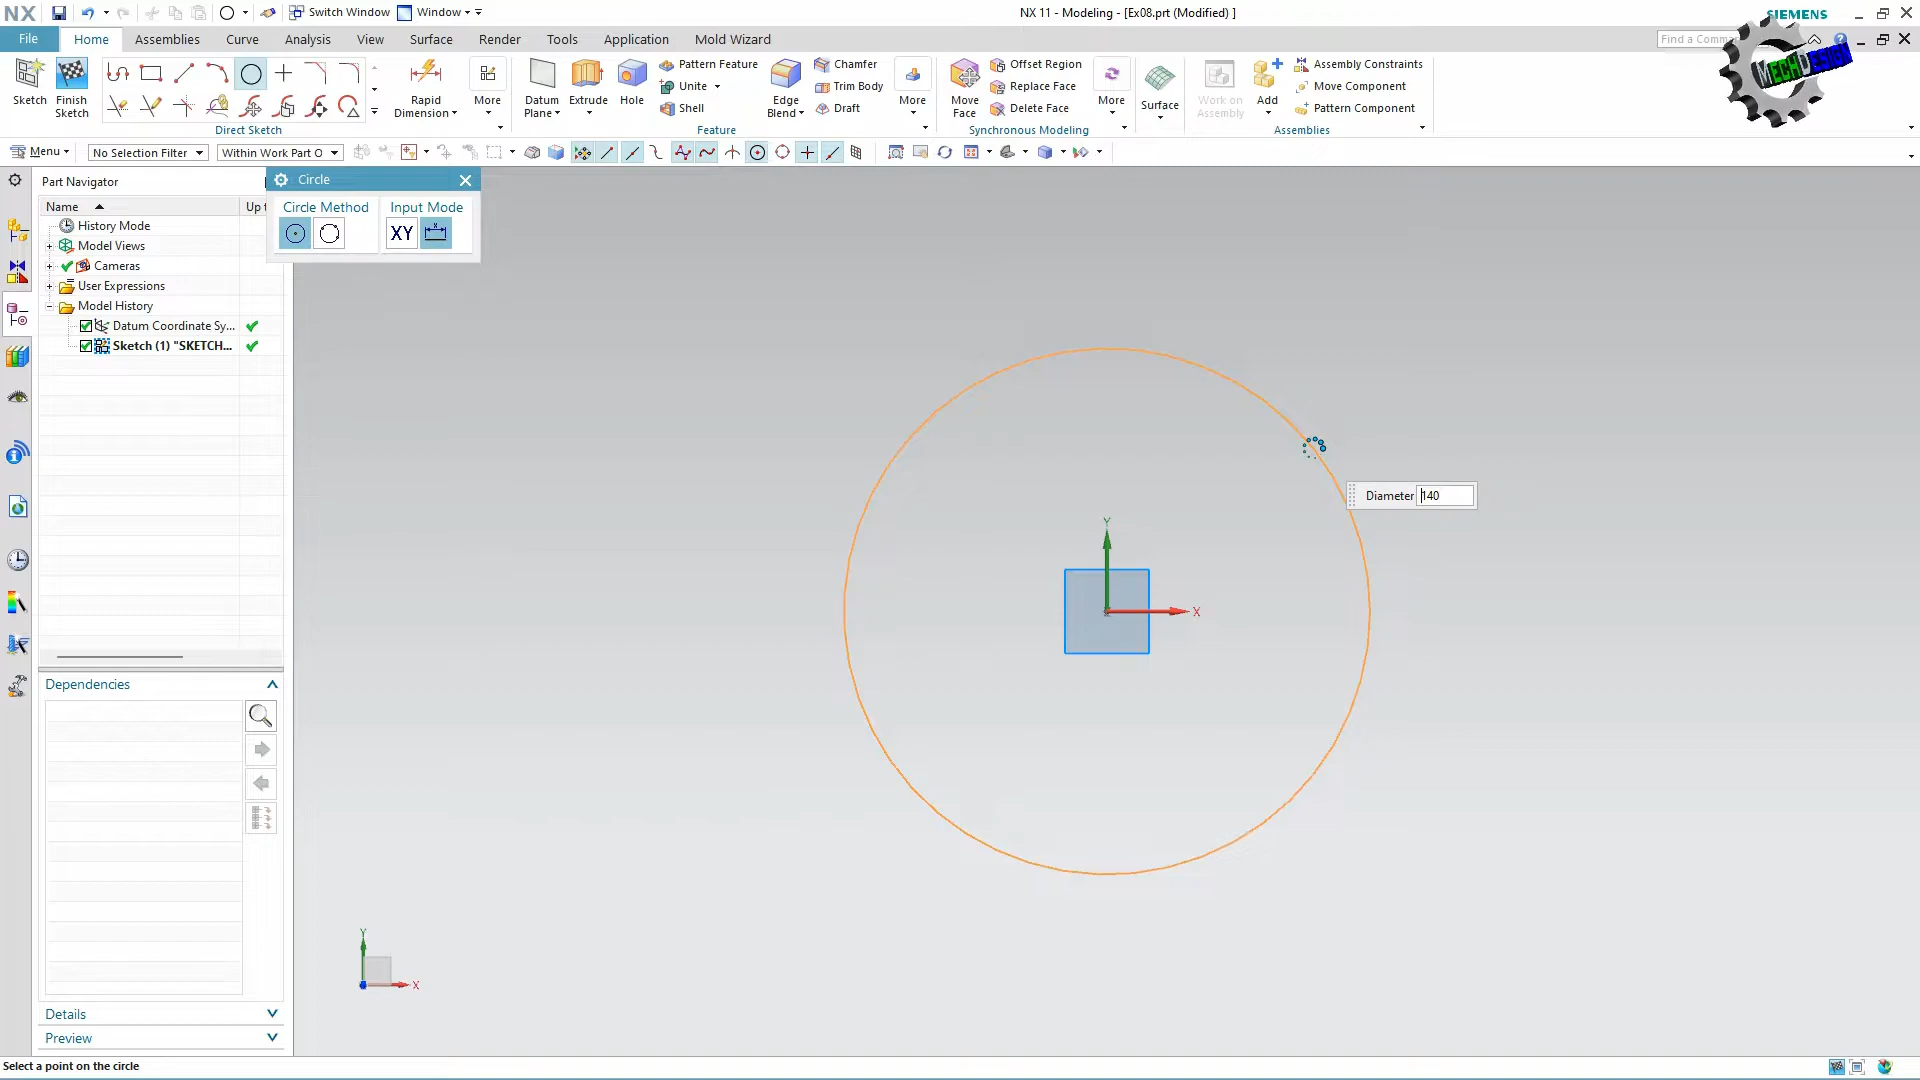 NX
Switch Window
Window
NX 11 - Modeling - [Ex08.prt (Modified) ]
SIEMENS
File
Home
Assemblies
Curve
Analysis
View
Surface
Render
Tools
Application
Mold Wizard
Find a Comm
MECHDESIGN
Sketch
Finish Sketch
Rapid Dimension
More
Direct Sketch
Datum Plane
Extrude
Hole
Pattern Feature
Unite
Shell
Edge Blend
Chamfer
Trim Body
Draft
More
Feature
Move Face
Offset Region
Replace Face
Delete Face
More
Synchronous Modeling
Surface
Work on Assembly
Add
Assembly Constraints
Move Component
Pattern Component
Assemblies
Menu
No Selection Filter
Within Work Part O
Part Navigator
Name
Up t
History Mode
Model Views
Cameras
User Expressions
Model History
Datum Coordinate Sy...
Sketch (1) "SKETCH...
Circle
Circle Method
Input Mode
XY
Diameter 140
Y
X
Dependencies
Y
X
Details
Preview
Select a point on the circle